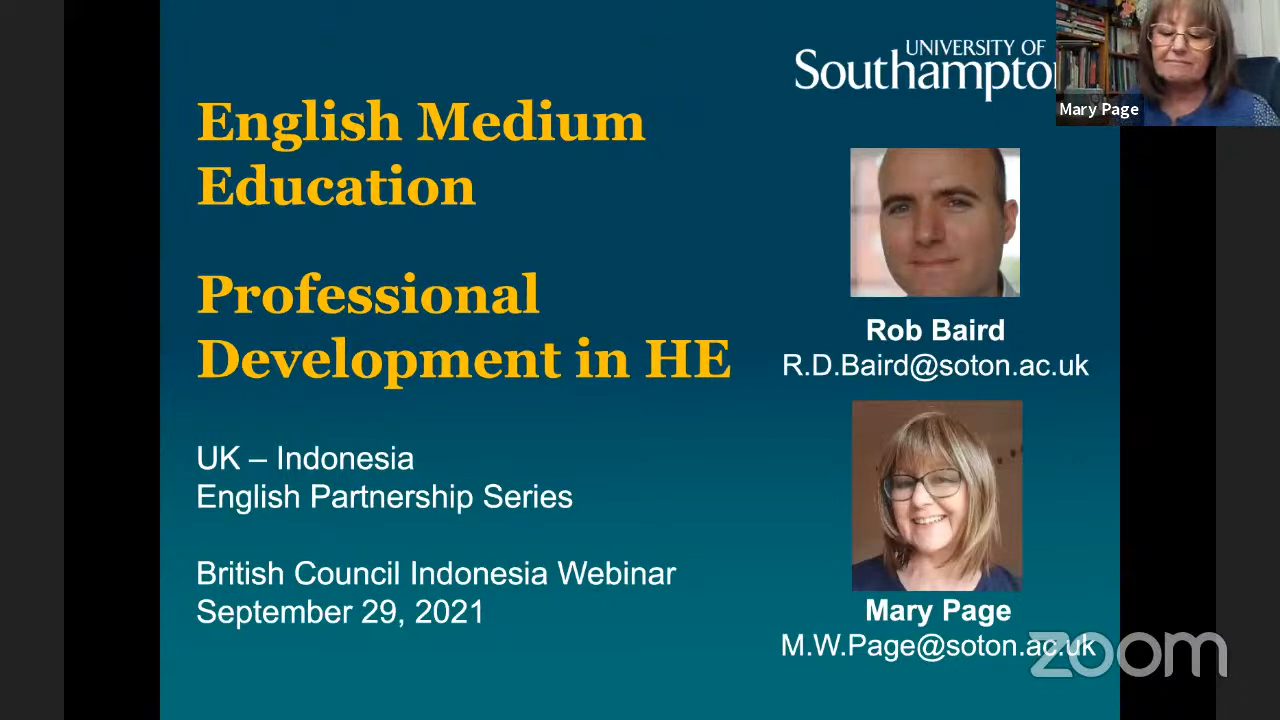 UNIVERSITY OF
Southampto
Mary Page
English Medium
Education
Professional
Development in HE
Rob Baird
R.D.Baird@soton.ac.uk
UK – Indonesia
English Partnership Series
British Council Indonesia Webinar
September 29, 2021
Mary Page
M.W.Page@soton.ac.uk
zoom